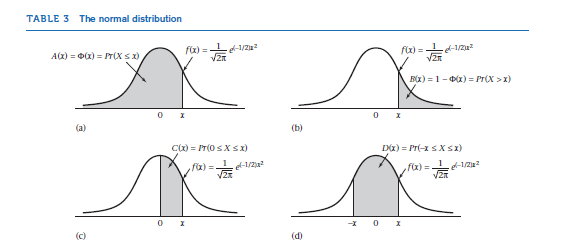 TABLE 3 The normal distribution
A(x) = Φ(x) = Pr(X ≤ x)
f(x) = 1/√2π e(–1/2)x²
0 x
(a)
f(x) = 1/√2π e(–1/2)x²
B(x) = 1 – Φ(x) = Pr(X > x)
0 x
(b)
C(x) = Pr(0 ≤ X ≤ x)
f(x) = 1/√2π e(–1/2)x²
0 x
(c)
D(x) = Pr(–x ≤ X ≤ x)
f(x) = 1/√2π e(–1/2)x²
–x 0 x
(d)